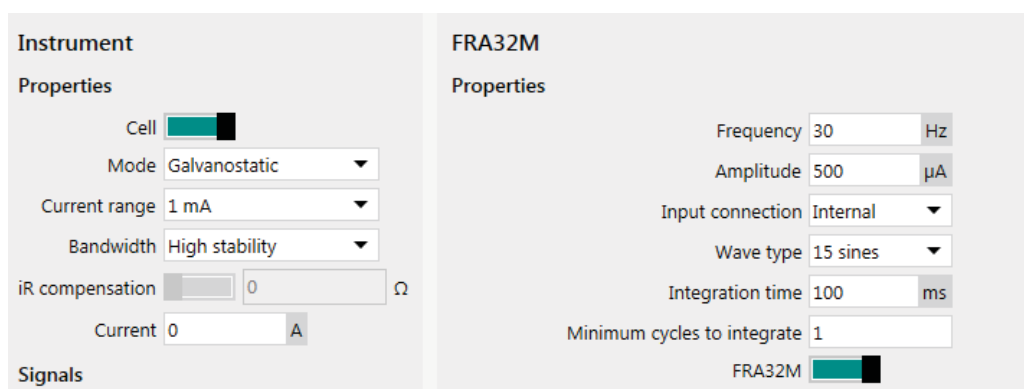 Instrument
Properties
Cell
Mode Galvanostatic
Current range 1 mA
Bandwidth High stability
iR compensation 0 Ω
Current 0 A
Signals
FRA32M
Properties
Frequency 30 Hz
Amplitude 500 µA
Input connection Internal
Wave type 15 sines
Integration time 100 ms
Minimum cycles to integrate 1
FRA32M